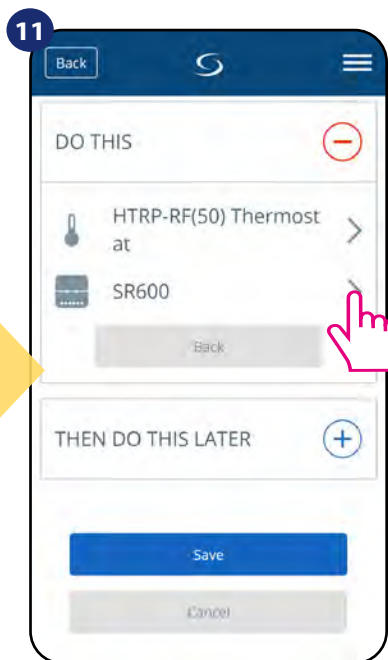 11
Back
DO THIS
HTRP-RF(50) Thermost
at
SR600
Back
THEN DO THIS LATER
Save
Cancel